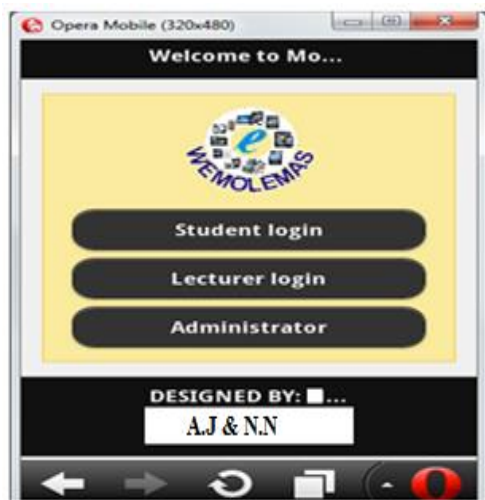 Opera Mobile (320x480)
Welcome to Mo...
e
WEMOLEMAS
Student login
Lecturer login
Administrator
DESIGNED BY: ...
A.J & N.N